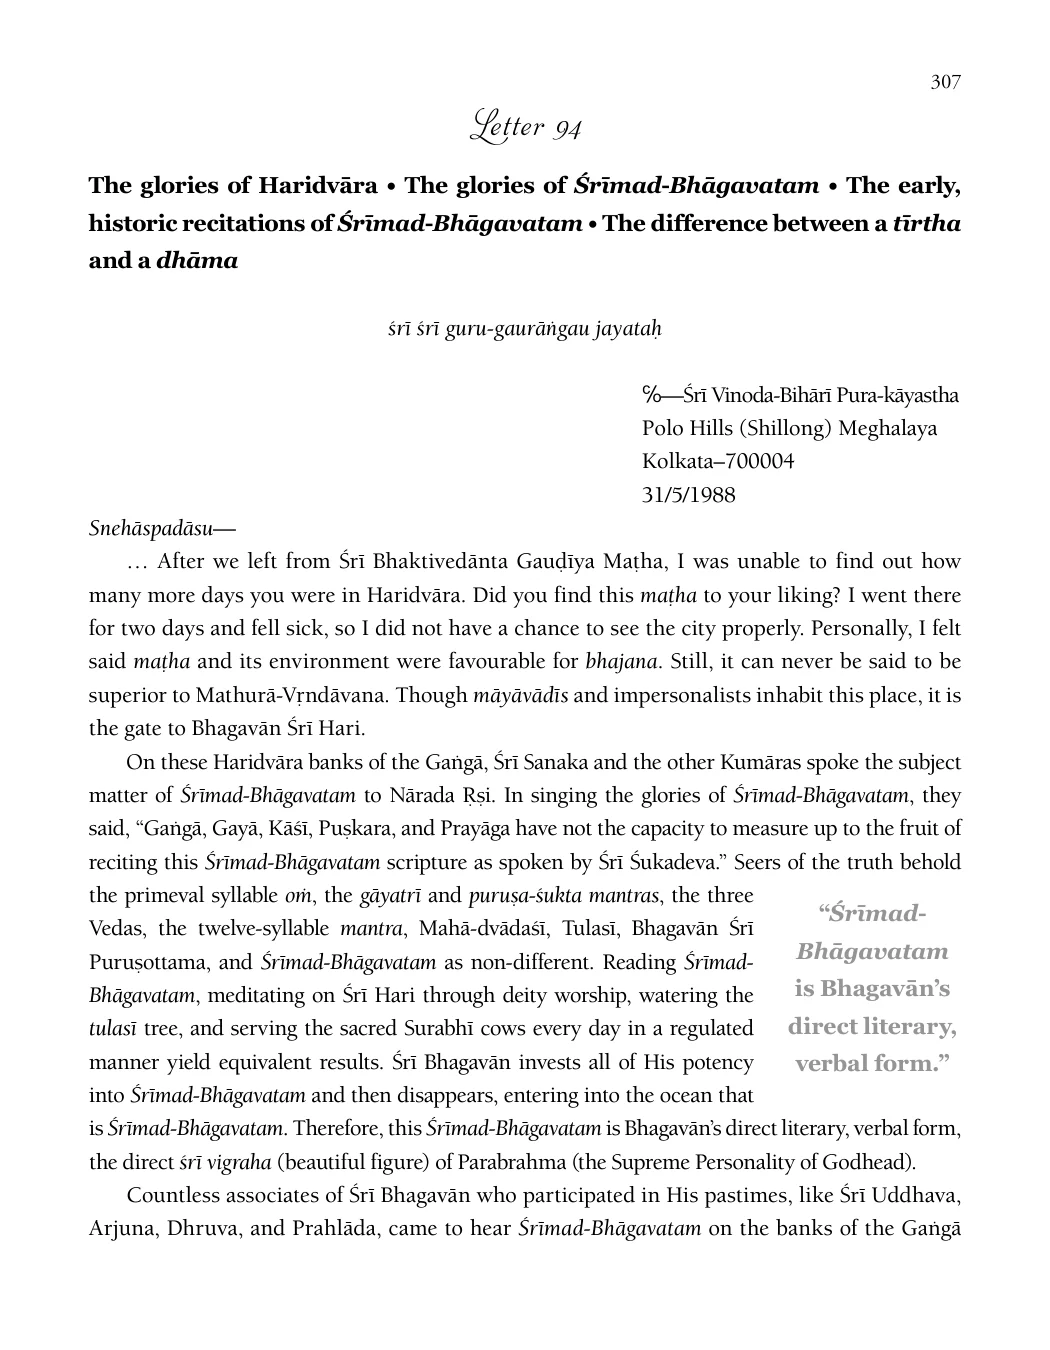 307
Letter 94
The glories of Haridvāra • The glories of Śrīmad-Bhāgavatam • The early,
historic recitations of Śrīmad-Bhāgavatam • The difference between a tīrtha
and a dhāma
śrī śrī guru-gaurāṅgau jayataḥ
℅—Śrī Vinoda-Bihārī Pura-kāyastha
Polo Hills (Shillong) Meghalaya
Kolkata–700004
31/5/1988
Snehāspadāsu—
… After we left from Śrī Bhaktivedānta Gauḍīya Maṭha, I was unable to find out how
many more days you were in Haridvāra. Did you find this maṭha to your liking? I went there
for two days and fell sick, so I did not have a chance to see the city properly. Personally, I felt
said maṭha and its environment were favourable for bhajana. Still, it can never be said to be
superior to Mathurā-Vṛndāvana. Though māyāvādīs and impersonalists inhabit this place, it is
the gate to Bhagavān Śrī Hari.
On these Haridvāra banks of the Gaṅgā, Śrī Sanaka and the other Kumāras spoke the subject
matter of Śrīmad-Bhāgavatam to Nārada Ṛṣi. In singing the glories of Śrīmad-Bhāgavatam, they
said, “Gaṅgā, Gayā, Kāśī, Puṣkara, and Prayāga have not the capacity to measure up to the fruit of
reciting this Śrīmad-Bhāgavatam scripture as spoken by Śrī Śukadeva.” Seers of the truth behold
the primeval syllable oṁ, the gāyatrī and puruṣa-śukta mantras, the three
Vedas, the twelve-syllable mantra, Mahā-dvādaśī, Tulasī, Bhagavān Śrī
Puruṣottama, and Śrīmad-Bhāgavatam as non-different. Reading Śrīmad-
Bhāgavatam, meditating on Śrī Hari through deity worship, watering the
tulasī tree, and serving the sacred Surabhī cows every day in a regulated
manner yield equivalent results. Śrī Bhagavān invests all of His potency
into Śrīmad-Bhāgavatam and then disappears, entering into the ocean that
is Śrīmad-Bhāgavatam. Therefore, this Śrīmad-Bhāgavatam is Bhagavān’s direct literary, verbal form,
the direct śrī vigraha (beautiful figure) of Parabrahma (the Supreme Personality of Godhead).
“Śrīmad-
Bhāgavatam
is Bhagavān’s
direct literary,
verbal form.”
Countless associates of Śrī Bhagavān who participated in His pastimes, like Śrī Uddhava,
Arjuna, Dhruva, and Prahlāda, came to hear Śrīmad-Bhāgavatam on the banks of the Gaṅgā